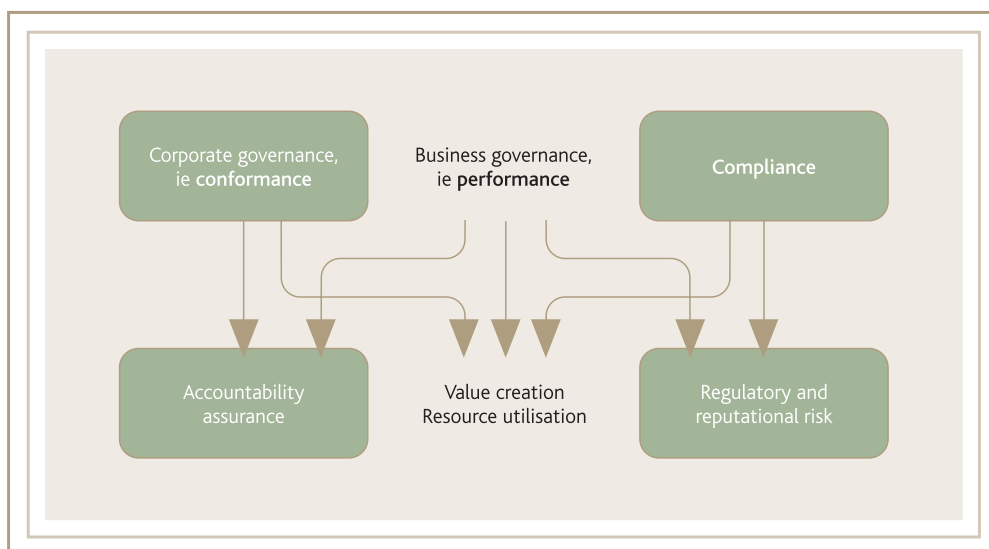 Corporate governance,
ie conformance
Business governance,
ie performance
Compliance
Accountability
assurance
Value creation
Resource utilisation
Regulatory and
reputational risk